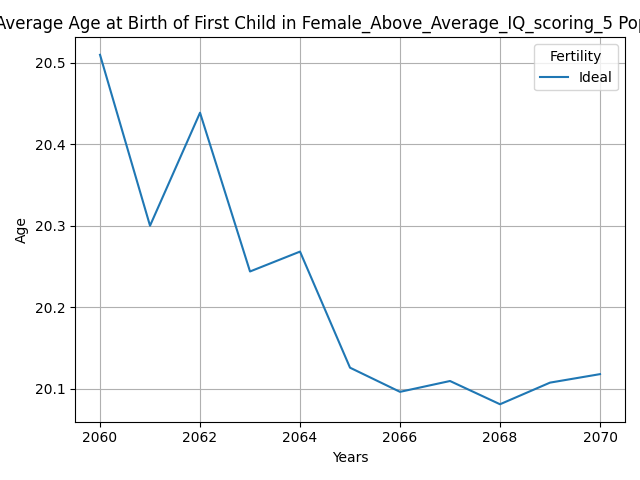 Average Age at Birth of First Child in Female_Above_Average_IQ_scoring_5
Fertility
Ideal
20.5
20.4
20.3
20.2
20.1
Age
2060 2062 2064 2066 2068 2070
Years